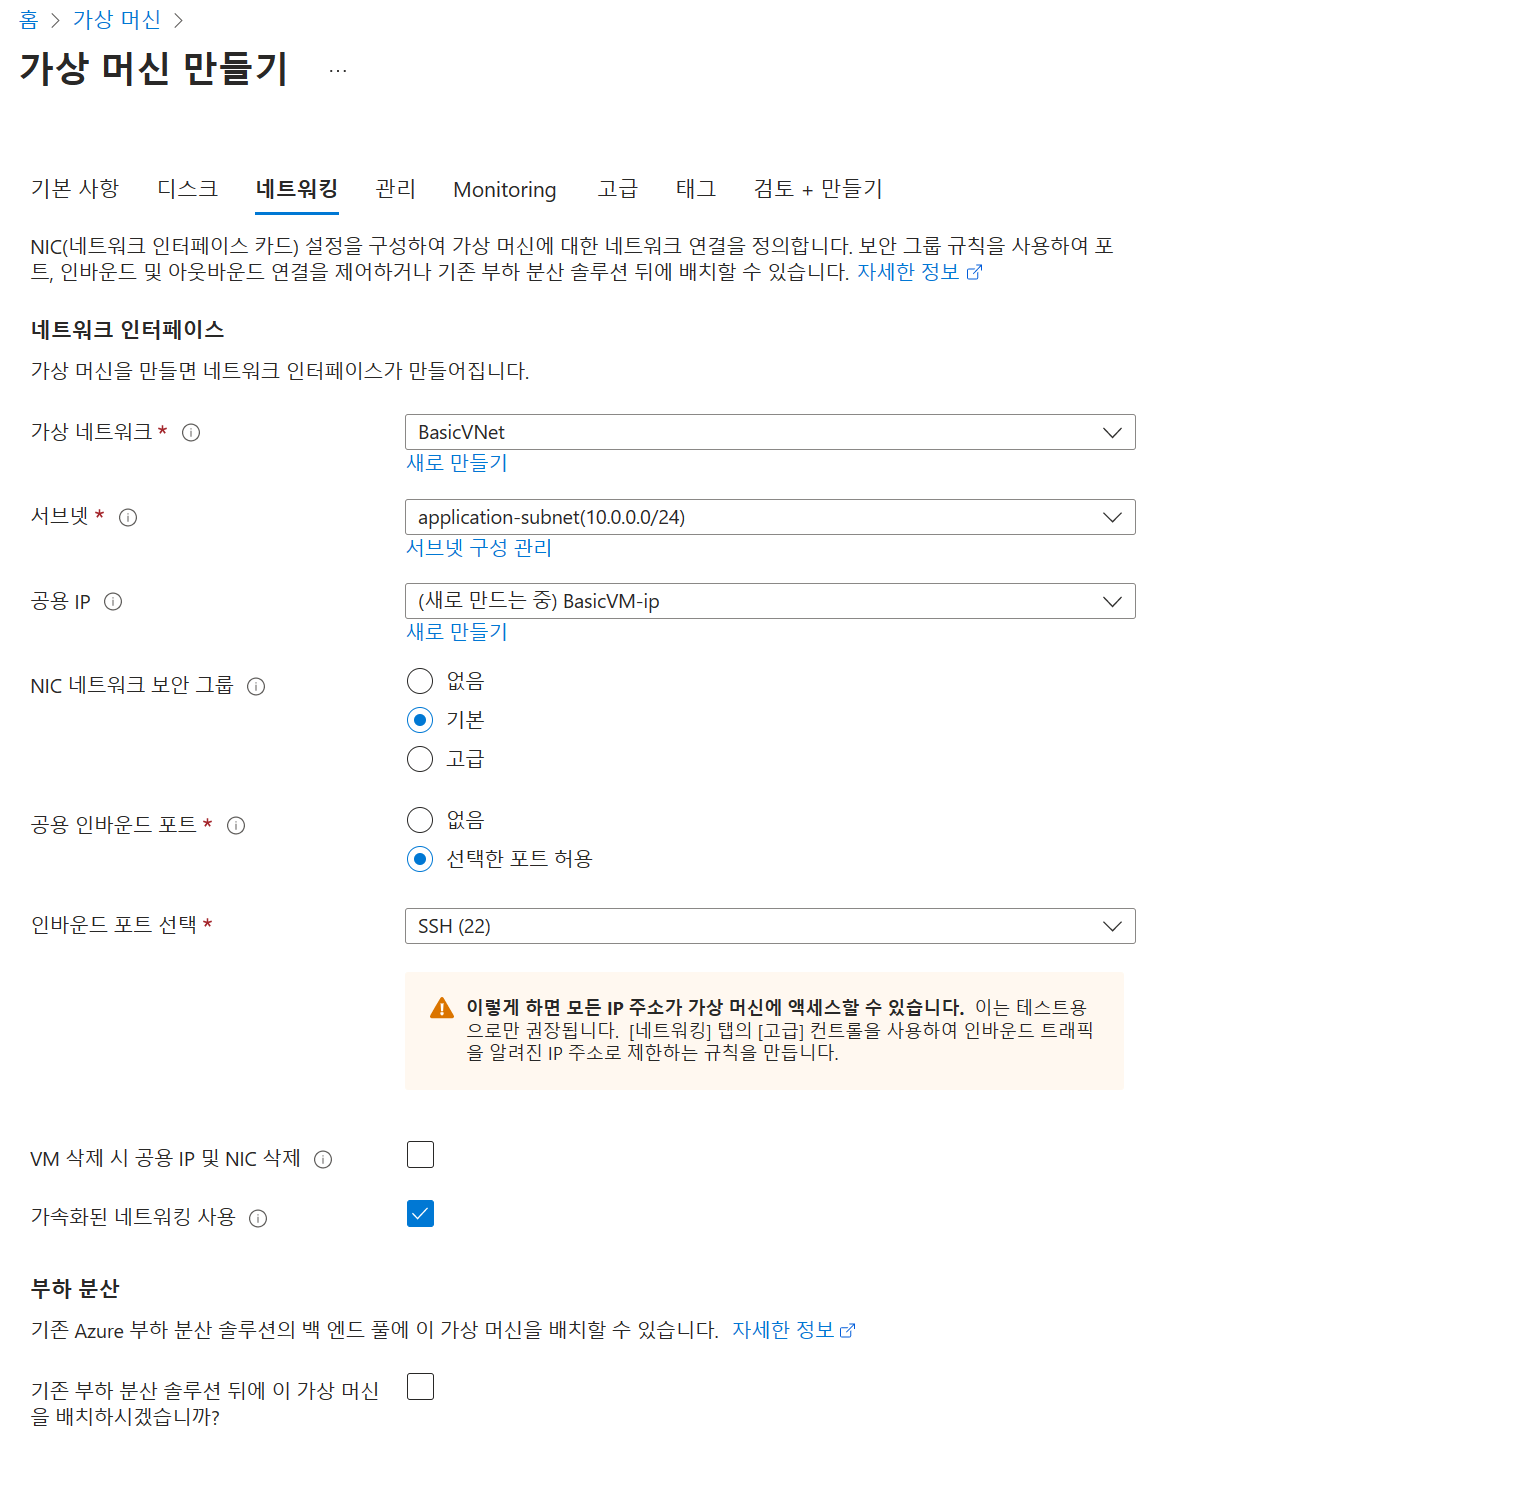 홈 > 가상 머신 >
가상 머신 만들기 ...
기본 사항 디스크 네트워킹 관리 Monitoring 고급 태그 검토 + 만들기
NIC(네트워크 인터페이스 카드) 설정을 구성하여 가상 머신에 대한 네트워크 연결을 정의합니다. 보안 그룹 규칙을 사용하여 포
트, 인바운드 및 아웃바운드 연결을 제어하거나 기존 부하 분산 솔루션 뒤에 배치할 수 있습니다. 자세한 정보
네트워크 인터페이스
가상 머신을 만들면 네트워크 인터페이스가 만들어집니다.
가상 네트워크 * BasicVNet
새로 만들기
서브넷 * application-subnet(10.0.0.0/24)
서브넷 구성 관리
공용 IP (새로 만드는 중) BasicVM-ip
새로 만들기
NIC 네트워크 보안 그룹 없음
기본
고급
공용 인바운드 포트 * 없음
선택한 포트 허용
인바운드 포트 선택 * SSH (22)
이렇게 하면 모든 IP 주소가 가상 머신에 액세스할 수 있습니다. 이는 테스트용
으로만 권장됩니다. [네트워킹] 탭의 [고급] 컨트롤을 사용하여 인바운드 트래픽
을 알려진 IP 주소로 제한하는 규칙을 만듭니다.
VM 삭제 시 공용 IP 및 NIC 삭제
가속화된 네트워킹 사용
부하 분산
기존 Azure 부하 분산 솔루션의 백 엔드 풀에 이 가상 머신을 배치할 수 있습니다. 자세한 정보
기존 부하 분산 솔루션 뒤에 이 가상 머신
을 배치하시겠습니까?